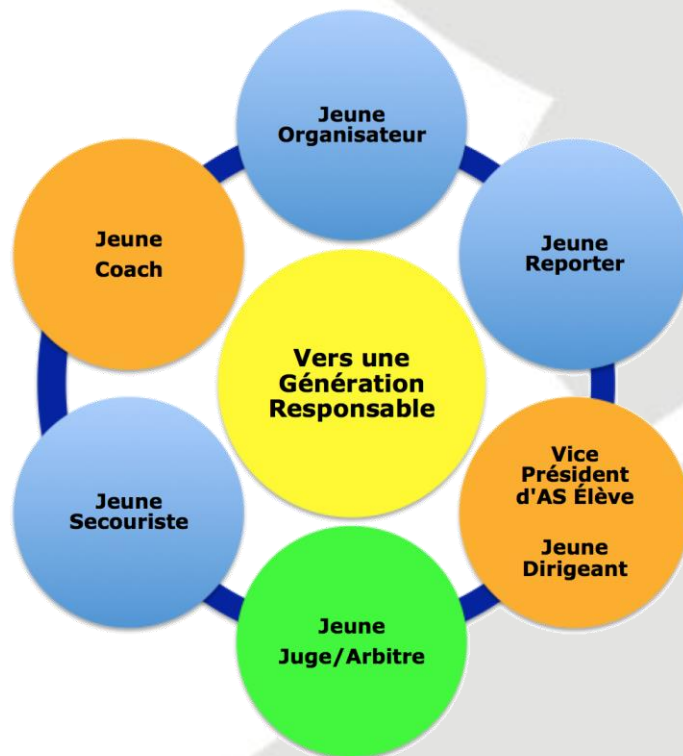 Jeune
Organisateur
Jeune
Reporter
Vice
Président
d'AS Élève
Jeune
Dirigeant
Jeune
Juge/Arbitre
Jeune
Secouriste
Jeune
Coach
Vers une
Génération
Responsable